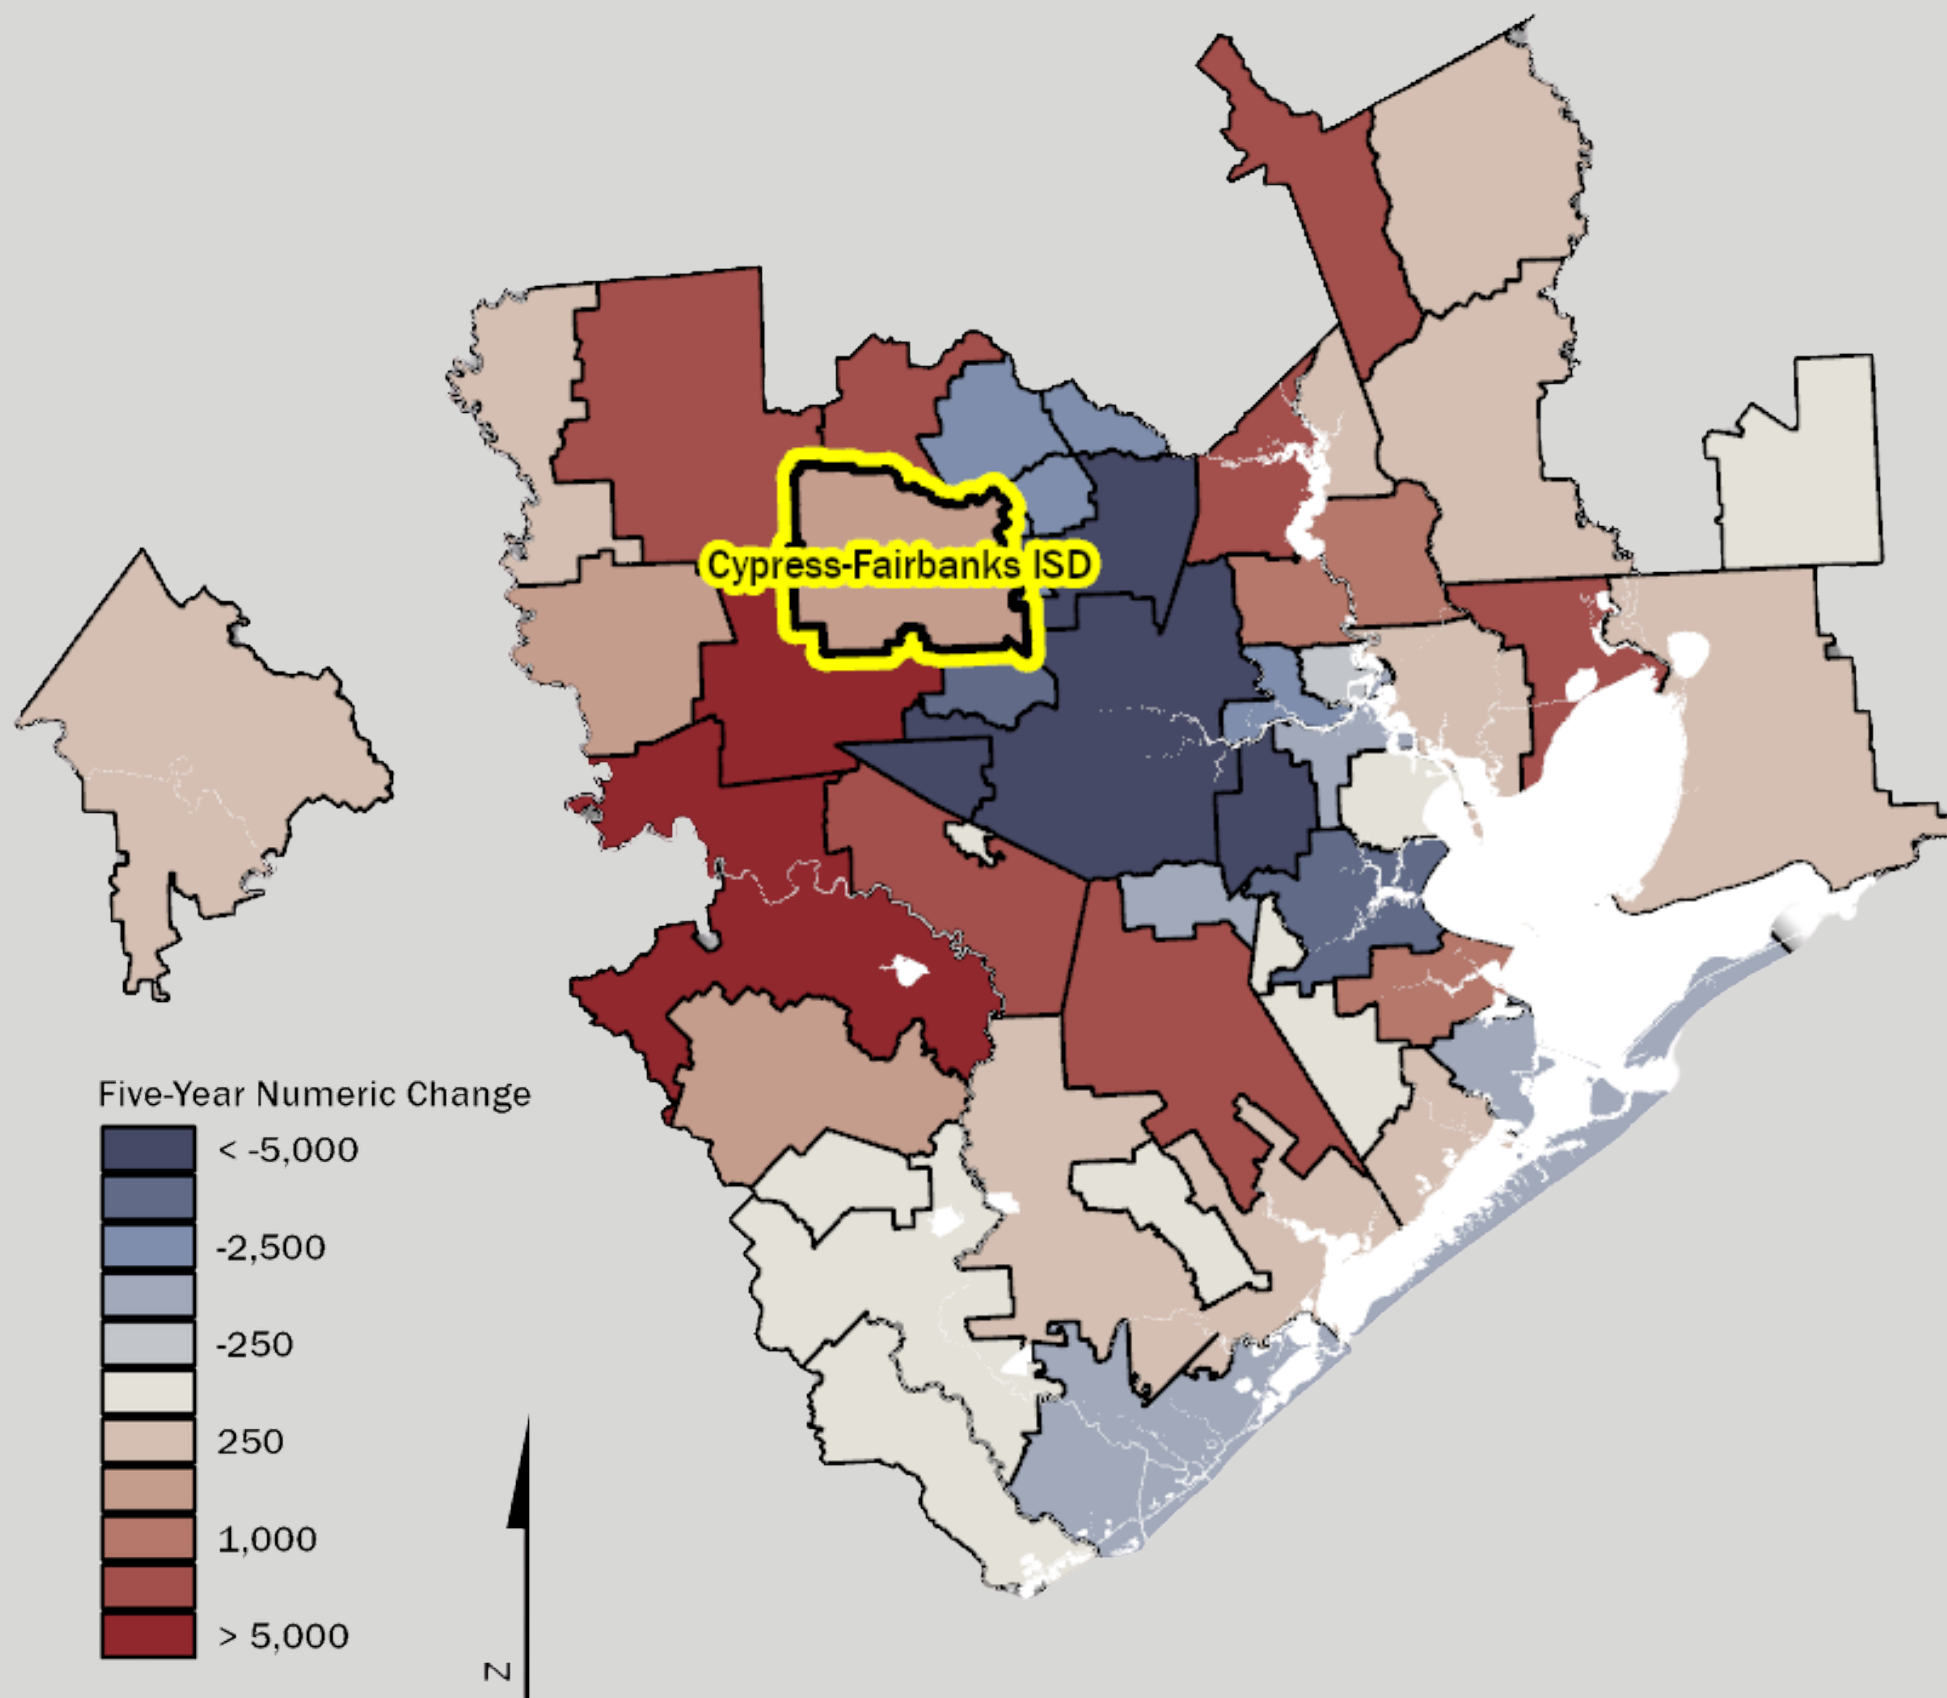 Cypress-Fairbanks ISD
Five-Year Numeric Change
< -5,000
-2,500
-250
250
1,000
> 5,000
N